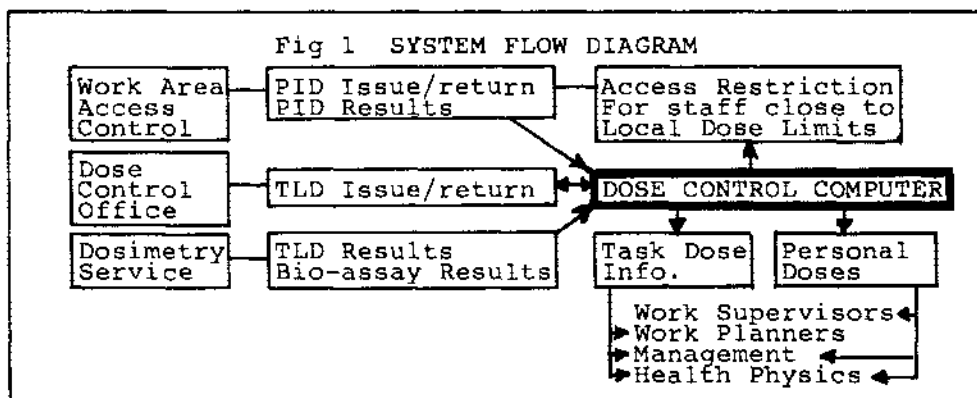 Fig 1 SYSTEM FLOW DIAGRAM
Work Area
Access
Control
PID Issue/return
PID Results
Access Restriction
For staff close to
Local Dose Limits
Dose
Control
Office
TLD Issue/return
DOSE CONTROL COMPUTER
Dosimetry
Service
TLD Results
Bio-assay Results
Task Dose
Info.
Personal
Doses
Work Supervisors
Work Planners
Management
Health Physics